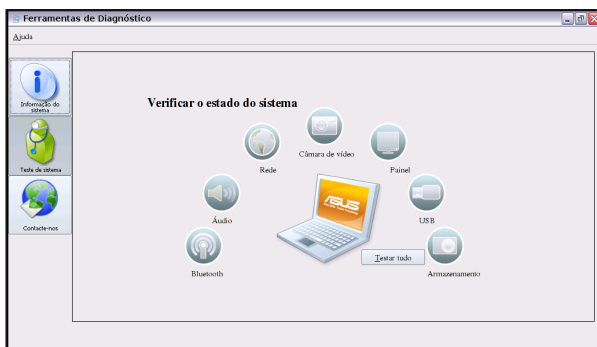 Ferramentas de Diagnóstico
Ajuda
Informação do
sistema
Teste de sistema
Contacte-nos
Verificar o estado do sistema
Câmara de vídeo
Rede
Painel
Áudio
USB
Bluetooth
Armazenamento
ASUS
Testar tudo